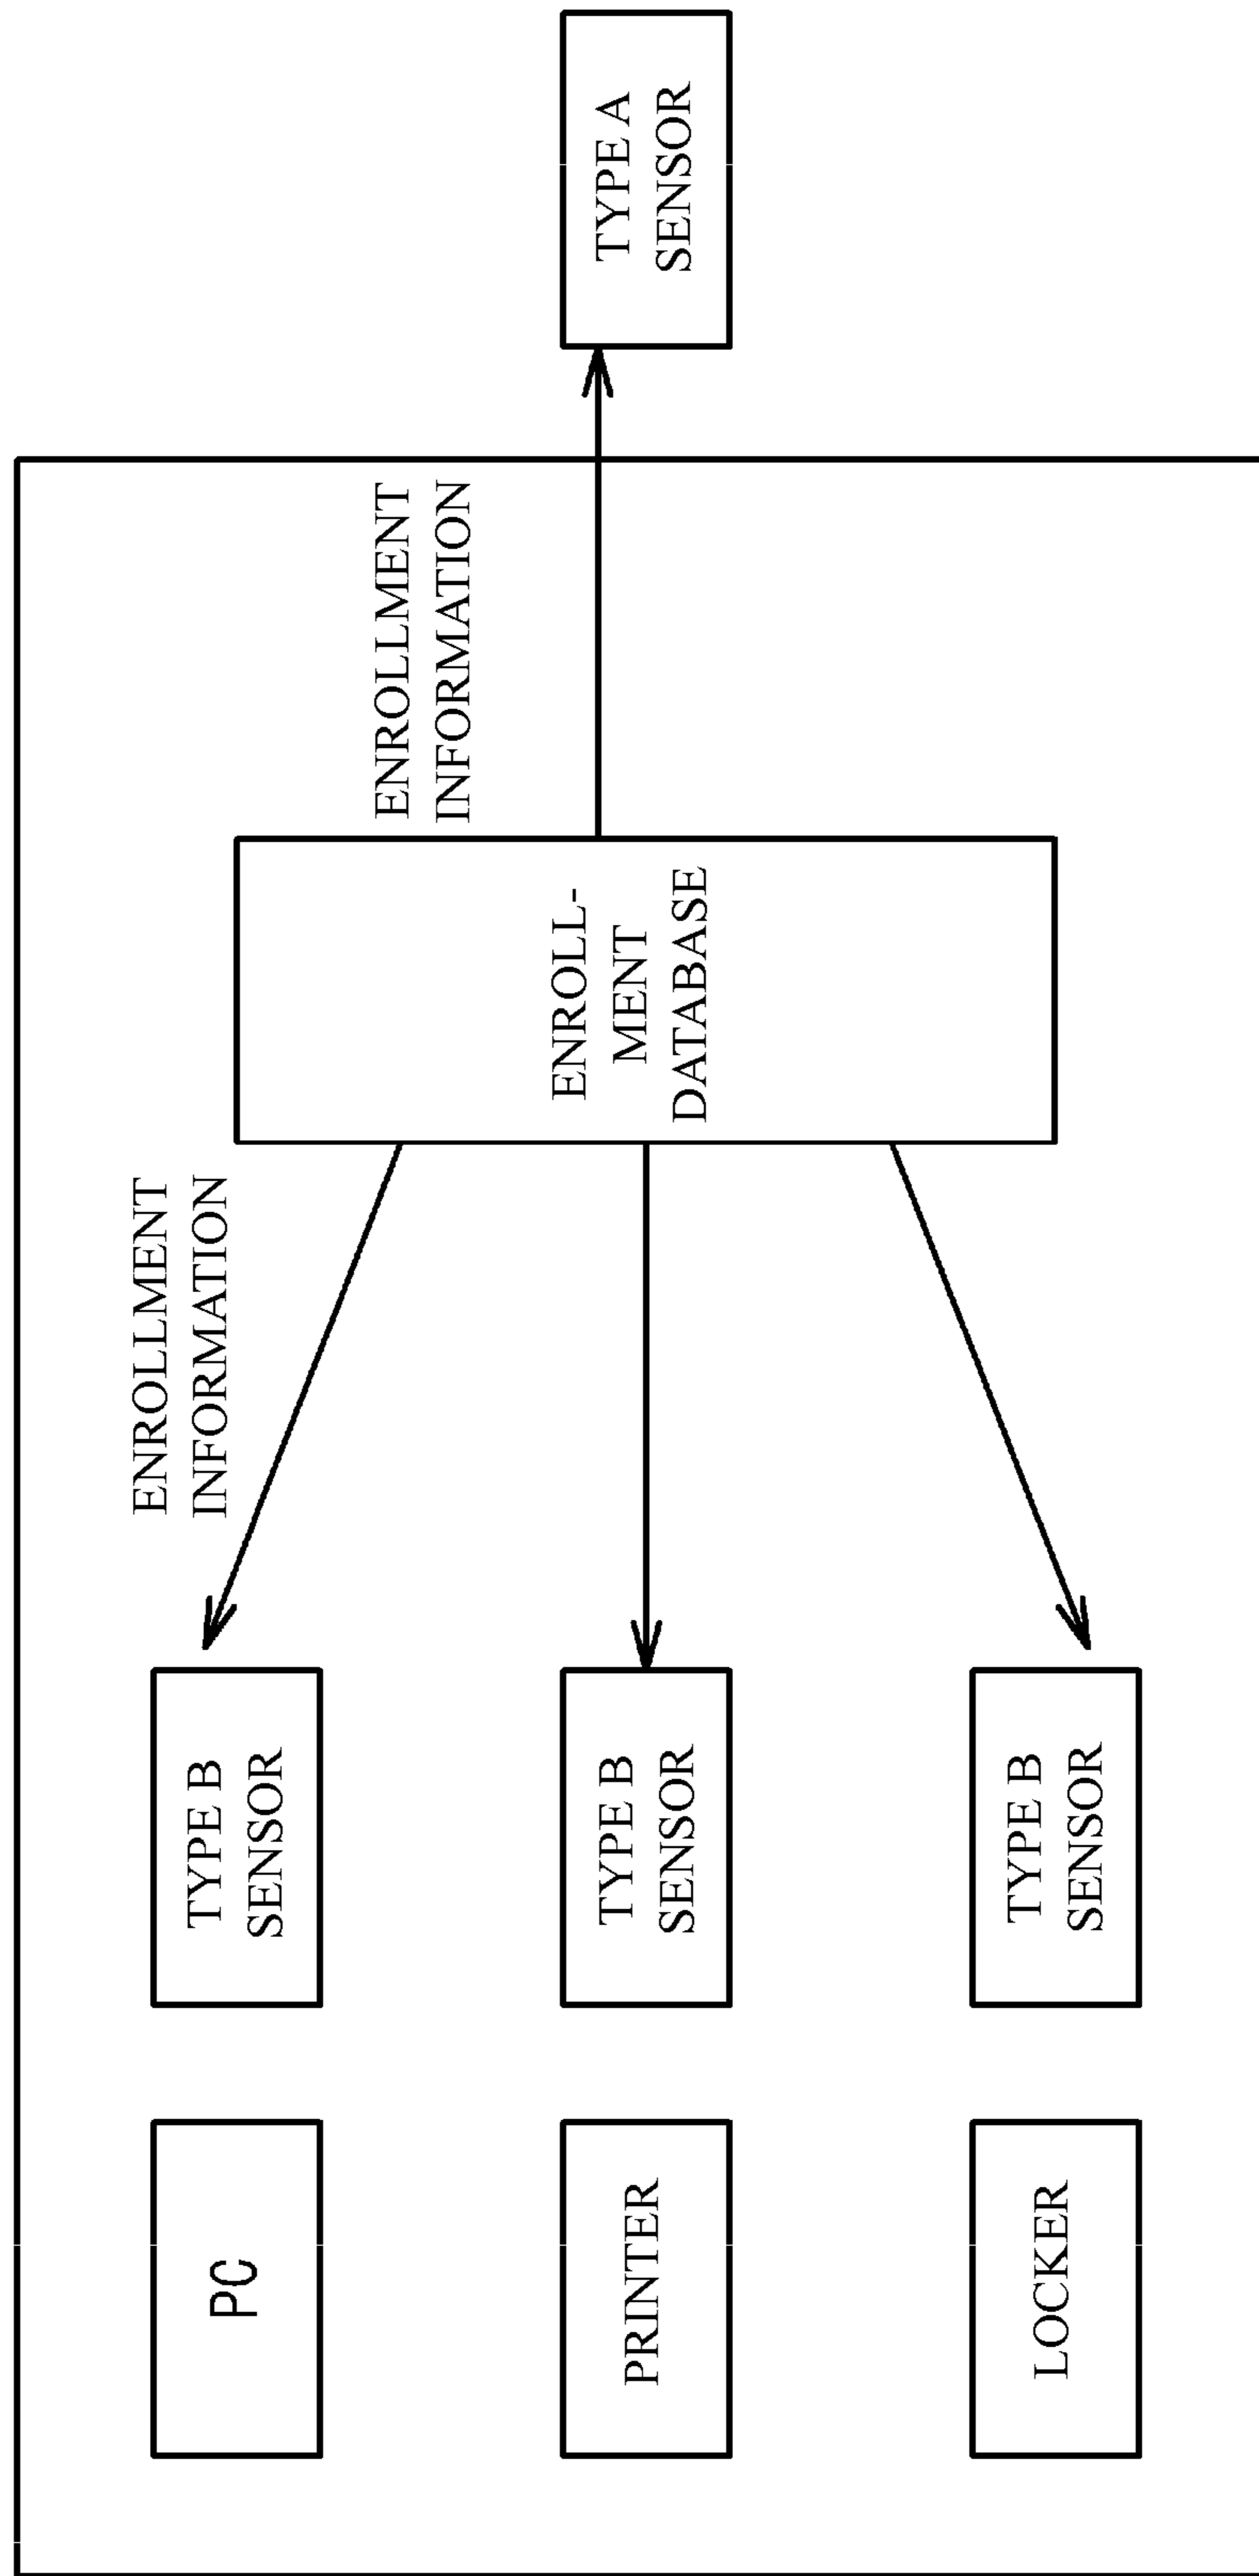 ENROLLMENT
INFORMATION
PC
TYPE B
SENSOR
ENROLLMENT
INFORMATION
PRINTER
TYPE B
SENSOR
ENROLL-
MENT
DATABASE
TYPE A
SENSOR
LOCKER
TYPE B
SENSOR